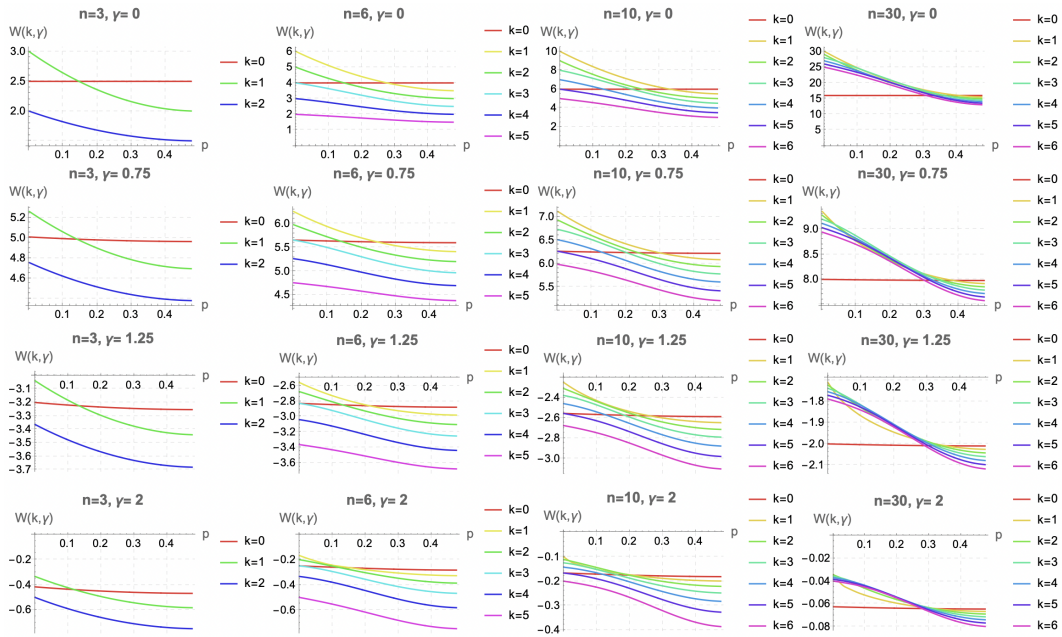 n=3, γ= 0
W(k,γ)
3.0
2.5
2.0
0.1 0.2 0.3 0.4 p
k=0
k=1
k=2
n=6, γ= 0
W(k,γ)
6
5
4
3
2
1
0.1 0.2 0.3 0.4 p
k=0
k=1
k=2
k=3
k=4
k=5
n=10, γ= 0
W(k,γ)
10
8
6
4
2
0.1 0.2 0.3 0.4 p
k=0
k=1
k=2
k=3
k=4
k=5
k=6
n=30, γ= 0
W(k,γ)
30
25
20
15
10
5
0.1 0.2 0.3 0.4 p
k=0
k=1
k=2
k=3
k=4
k=5
k=6
n=3, γ= 0.75
W(k,γ)
5.2
5.0
4.8
4.6
0.1 0.2 0.3 0.4 p
k=0
k=1
k=2
n=6, γ= 0.75
W(k,γ)
6.0
5.5
5.0
4.5
0.1 0.2 0.3 0.4 p
k=0
k=1
k=2
k=3
k=4
k=5
n=10, γ= 0.75
W(k,γ)
7.0
6.5
6.0
5.5
0.1 0.2 0.3 0.4 p
k=0
k=1
k=2
k=3
k=4
k=5
k=6
n=30, γ= 0.75
W(k,γ)
9.0
8.5
8.0
0.1 0.2 0.3 0.4 p
k=0
k=1
k=2
k=3
k=4
k=5
k=6
n=3, γ= 1.25
W(k,γ)
0.1 0.2 0.3 0.4 p
-3.1
-3.2
-3.3
-3.4
-3.5
-3.6
-3.7
k=0
k=1
k=2
n=6, γ= 1.25
W(k,γ)
0.1 0.2 0.3 0.4 p
-2.6
-2.8
-3.0
-3.2
-3.4
-3.6
k=0
k=1
k=2
k=3
k=4
k=5
n=10, γ= 1.25
W(k,γ)
0.1 0.2 0.3 0.4 p
-2.4
-2.6
-2.8
-3.0
k=0
k=1
k=2
k=3
k=4
k=5
k=6
n=30, γ= 1.25
W(k,γ)
0.1 0.2 0.3 0.4 p
-1.8
-1.9
-2.0
-2.1
k=0
k=1
k=2
k=3
k=4
k=5
k=6
n=3, γ= 2
W(k,γ)
0.1 0.2 0.3 0.4 p
-0.2
-0.4
-0.6
k=0
k=1
k=2
n=6, γ= 2
W(k,γ)
0.1 0.2 0.3 0.4 p
-0.2
-0.4
-0.6
k=0
k=1
k=2
k=3
k=4
k=5
n=10, γ= 2
W(k,γ)
0.1 0.2 0.3 0.4 p
-0.1
-0.2
-0.3
-0.4
k=0
k=1
k=2
k=3
k=4
k=5
k=6
n=30, γ= 2
W(k,γ)
0.1 0.2 0.3 0.4 p
-0.02
-0.04
-0.06
-0.08
k=0
k=1
k=2
k=3
k=4
k=5
k=6